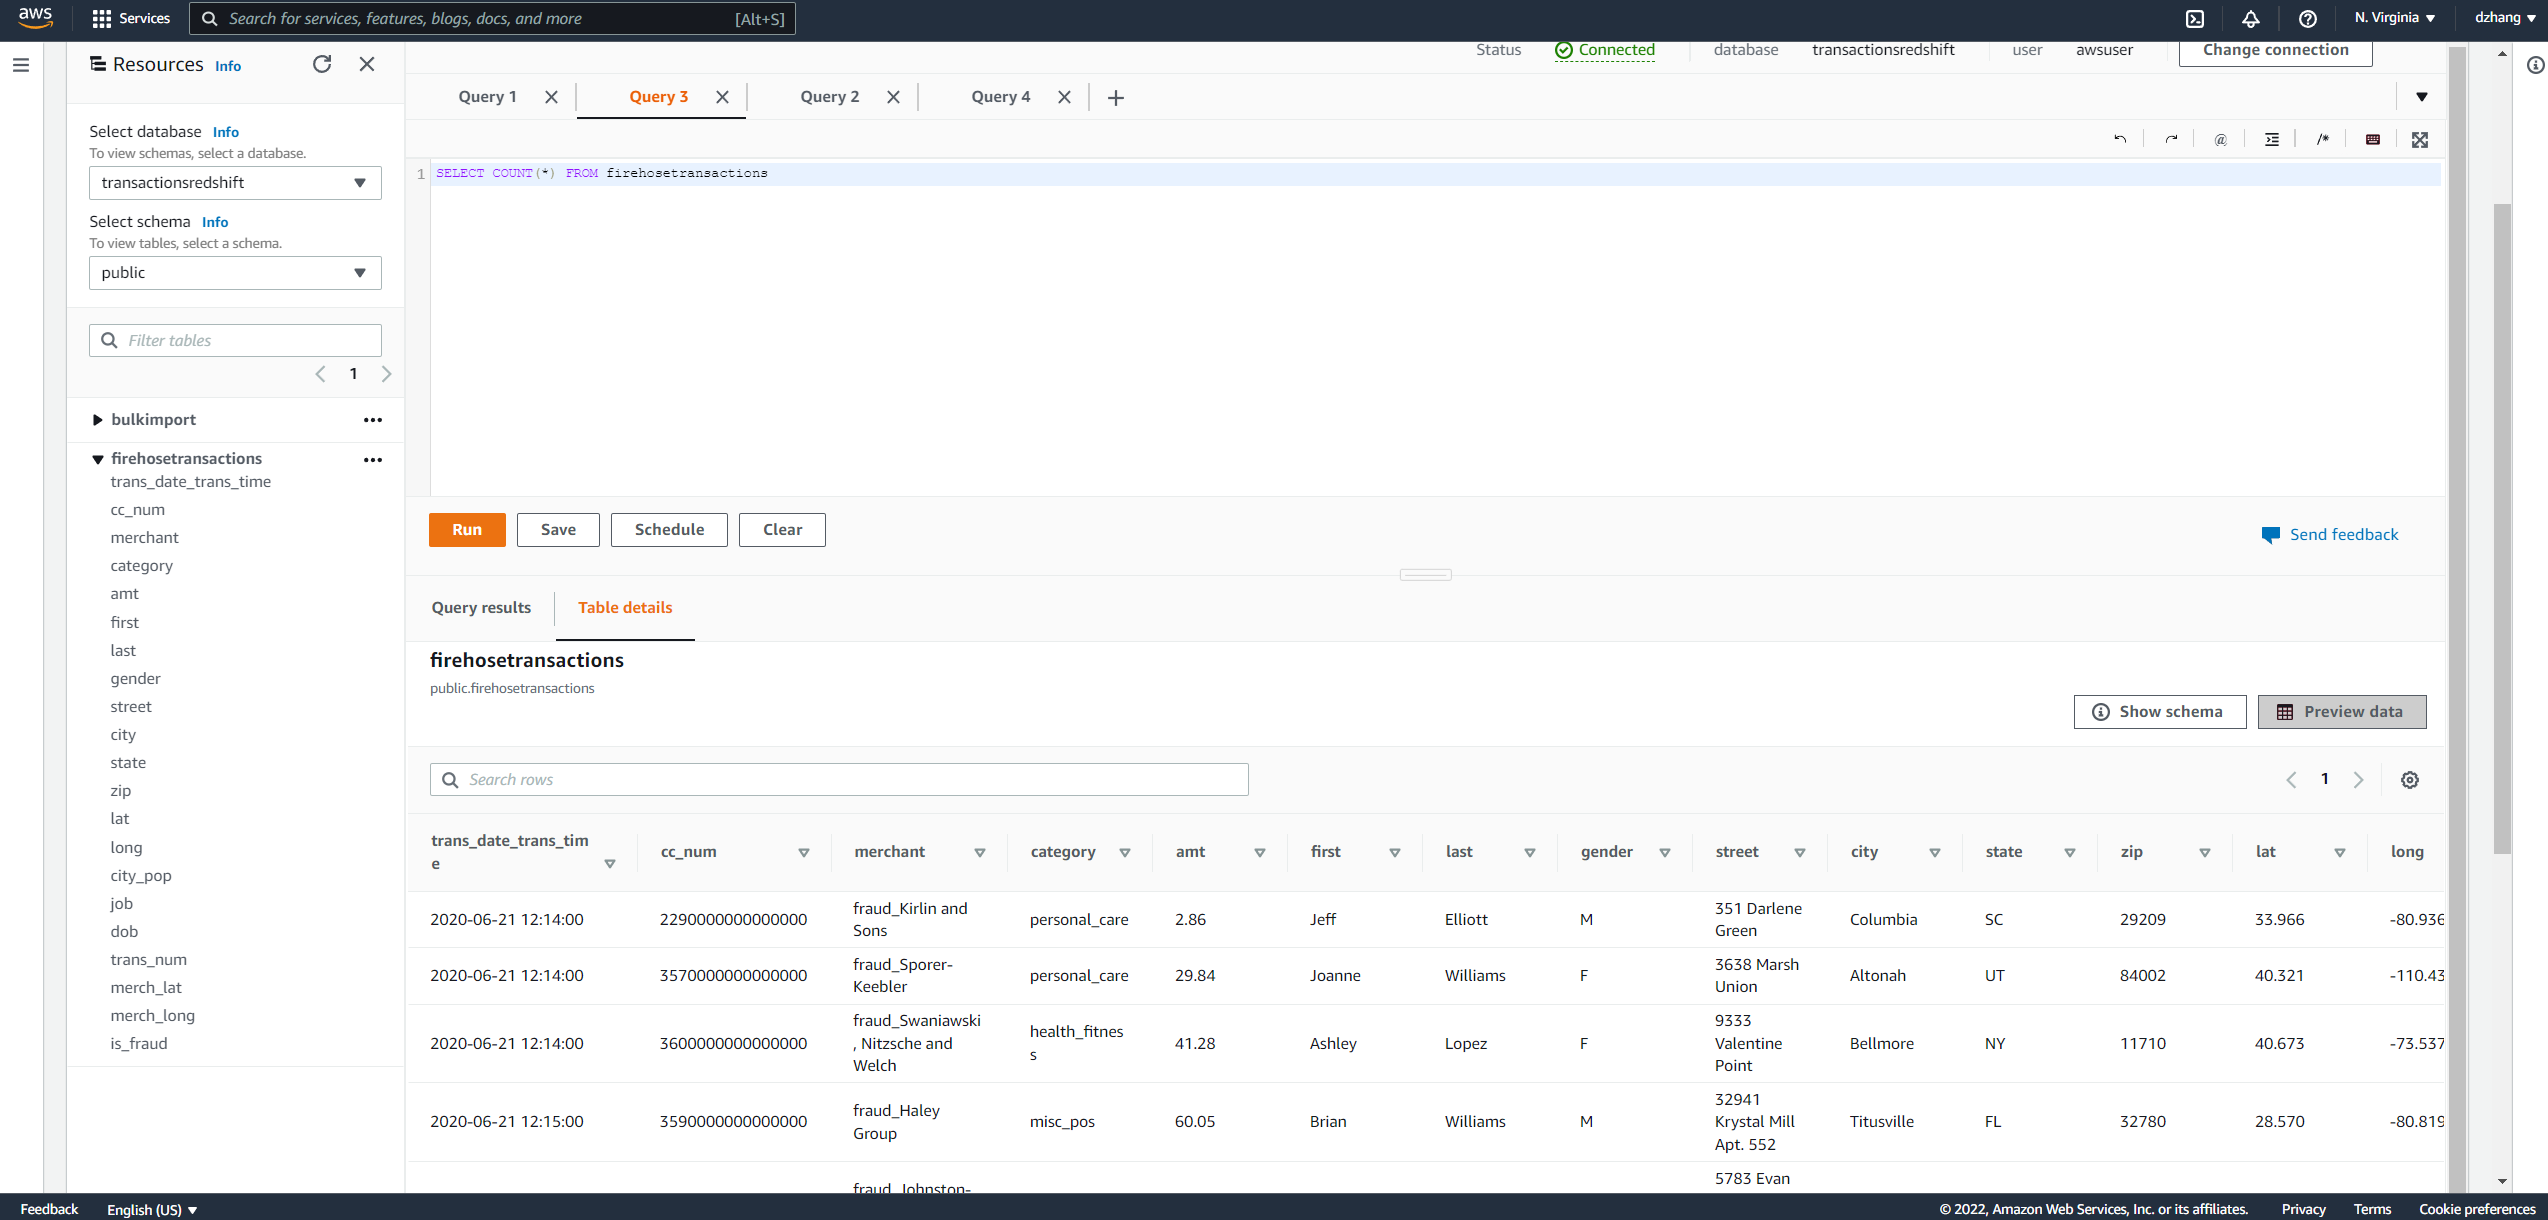 aws Services Search for services, features, blogs, docs, and more [Alt+S] N. Virginia dzhang
Resources Info
Status Connected database transactionsredshift user awsuser Change connection
Query 1 Query 3 Query 2 Query 4
Select database Info
To view schemas, select a database.
transactionsredshift
Select schema Info
To view tables, select a schema.
public
Filter tables
1
bulkimport
firehosetransactions
trans_date_trans_time
cc_num
merchant
category
amt
first
last
gender
street
city
state
zip
lat
long
city_pop
job
dob
trans_num
merch_lat
merch_long
is_fraud
@ /*
1 SELECT COUNT(*) FROM firehosetransactions
Run Save Schedule Clear
Send feedback
Query results Table details
firehosetransactions
public.firehosetransactions
Show schema Preview data
Search rows
1
trans_date_trans_tim
e cc_num merchant category amt first last gender street city state zip lat long
2020-06-21 12:14:00 2290000000000000 fraud_Kirlin and
Sons personal_care 2.86 Jeff Elliott M 351 Darlene
Green Columbia SC 29209 33.966 -80.936
2020-06-21 12:14:00 3570000000000000 fraud_Sporer-
Keebler personal_care 29.84 Joanne Williams F 3638 Marsh
Union Altonah UT 84002 40.321 -110.43
2020-06-21 12:14:00 3600000000000000 fraud_Swaniawski
, Nitzsche and
Welch health_fitnes
s 41.28 Ashley Lopez F 9333
Valentine
Point Bellmore NY 11710 40.673 -73.537
2020-06-21 12:15:00 3590000000000000 fraud_Haley
Group misc_pos 60.05 Brian Williams M 32941
Krystal Mill
Apt. 552 Titusville FL 32780 28.570 -80.819
fraud_Johnston-
5783 Evan
Feedback English (US) © 2022, Amazon Web Services, Inc. or its affiliates. Privacy Terms Cookie preferences